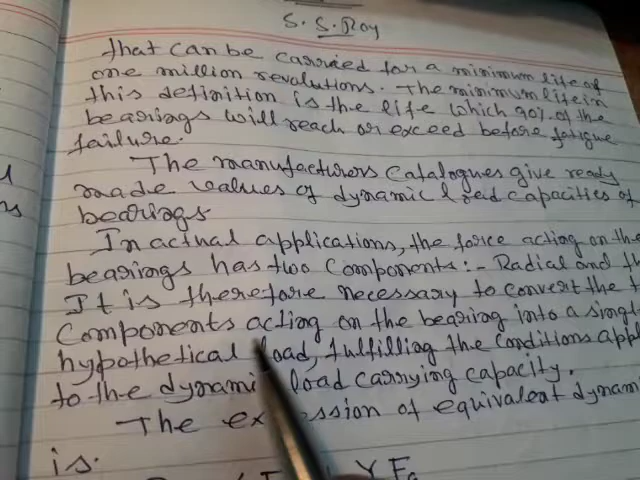 S. S. Roy
that can be carried for a minimum life of
one million revolutions. The minimum life in
this definition is the life which 90% of the
bearings will reach or exceed before fatigue
failure.
The manufacturers catalogues give ready
made values of dynamic load capacities of
bearings
In actual applications, the force acting on the
bearings has two components:- Radial and
It is therefore necessary to convert the
components acting on the bearing into a
hypothetical load, fulfilling the conditions
to the load carrying capacity.
The of equivalent
is.
Y Fa